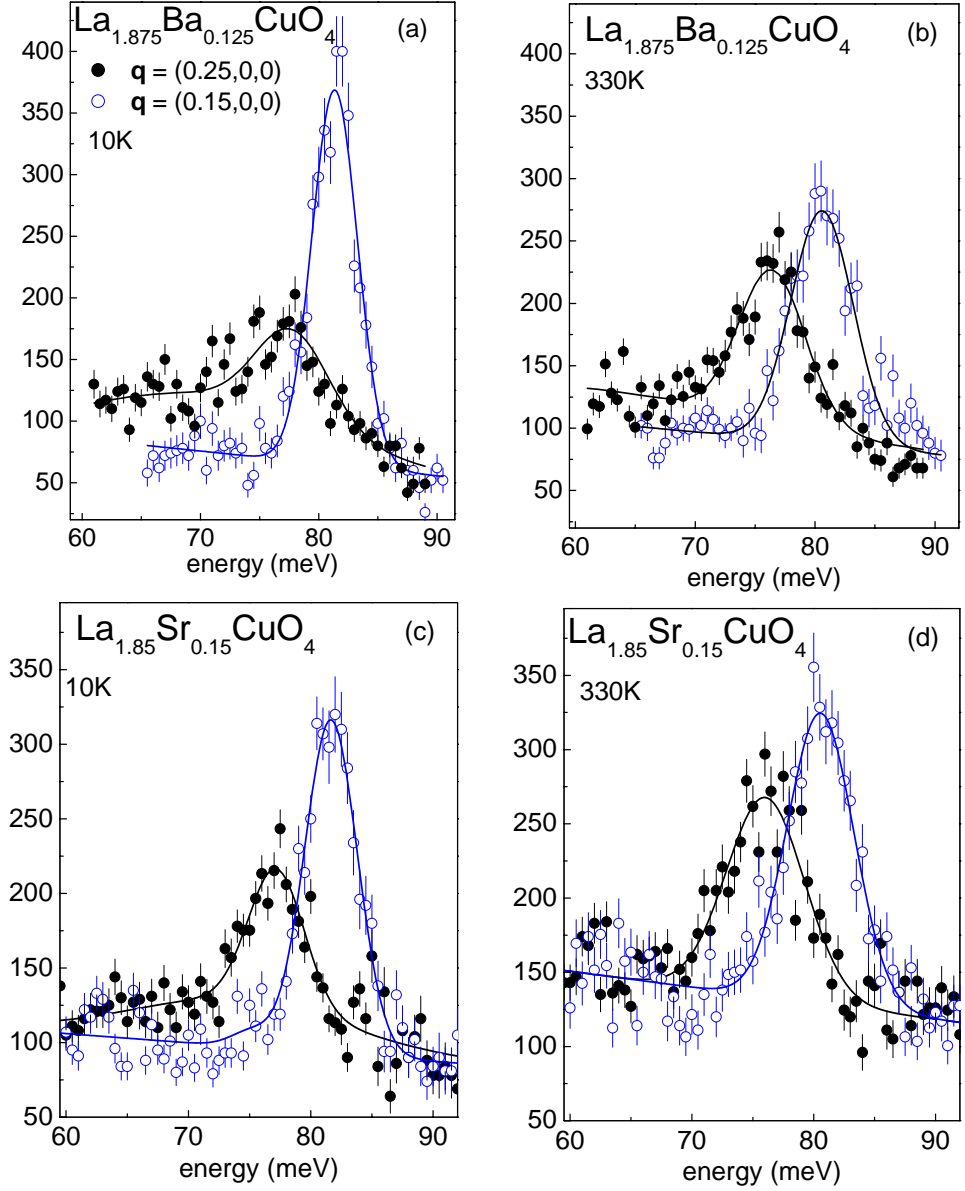 La1.875Ba0.125CuO4
(a)
q = (0.25,0,0)
q = (0.15,0,0)
10K
400
350
300
250
200
150
100
50
60 70 80 90
energy (meV)
La1.875Ba0.125CuO4
(b)
330K
400
350
300
250
200
150
100
50
60 70 80 90
energy (meV)
La1.85Sr0.15CuO4
(c)
10K
350
300
250
200
150
100
50
60 70 80 90
energy (meV)
La1.85Sr0.15CuO4
(d)
330K
350
300
250
200
150
100
50
60 70 80 90
energy (meV)